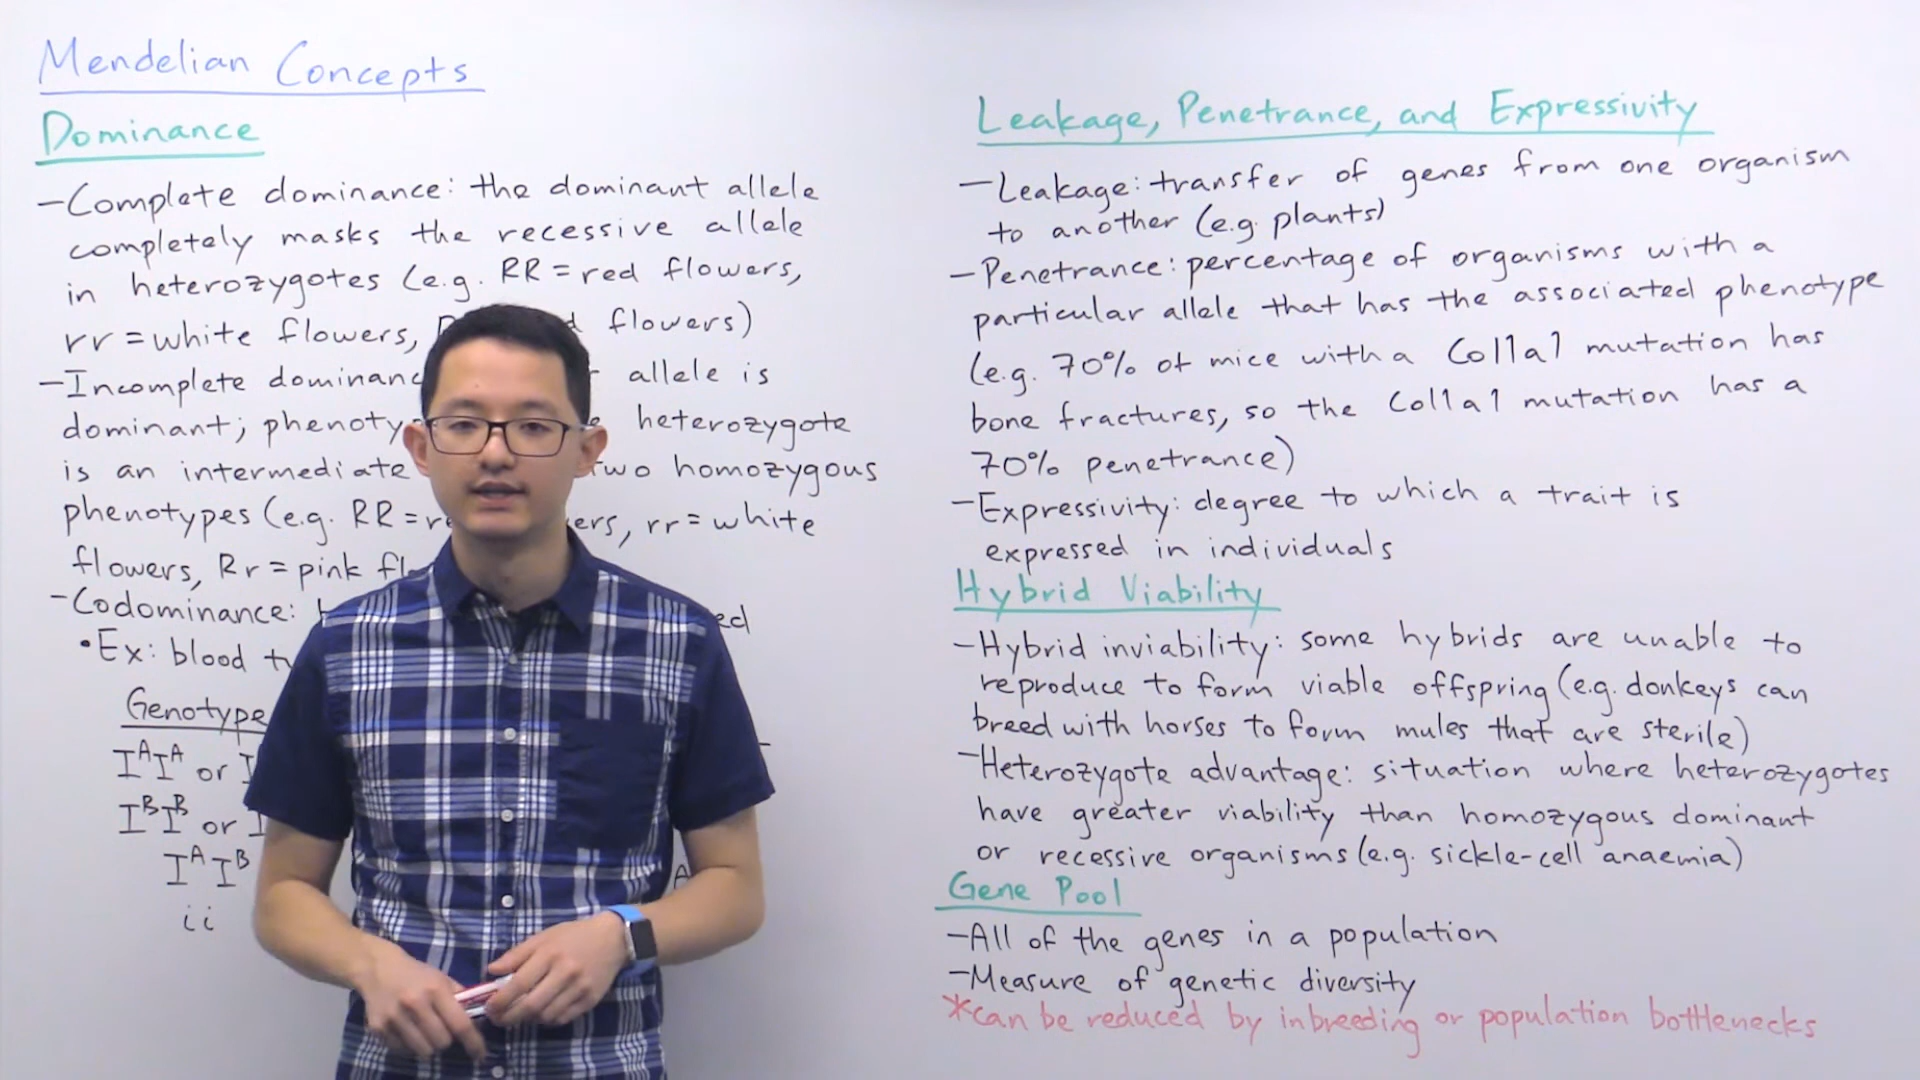 Mendelian Concepts
Dominance
-Complete dominance: the dominant allele
completely masks the recessive allele
in heterozygotes (e.g. RR = red flowers,
rr = white flowers, flowers)
-Incomplete allele is
dominant; heterozygote
is an intermediate two homozygous
phenotypes (e.g. RR = rr = white
flowers, Rr = pink
-Codominance:
•Ex: blood
Genotype
I^A I^A or
I^B I^B or
I^A I^B
ii
Leakage, Penetrance, and Expressivity
-Leakage: transfer of genes from one organism
to another (e.g. plants)
-Penetrance: percentage of organisms with a
particular allele that has the associated phenotype
(e.g. 70% of mice with a Col1a1 mutation has
bone fractures, so the Col1a1 mutation has a
70% penetrance)
-Expressivity: degree to which a trait is
expressed in individuals
Hybrid Viability
-Hybrid inviability: some hybrids are unable to
reproduce to form viable offspring (e.g. donkeys can
breed with horses to form mules that are sterile)
-Heterozygote advantage: situation where heterozygotes
have greater viability than homozygous dominant
or recessive organisms (e.g. sickle-cell anaemia)
Gene Pool
-All of the genes in a population
-Measure of genetic diversity
*can be reduced by inbreeding or population bottlenecks